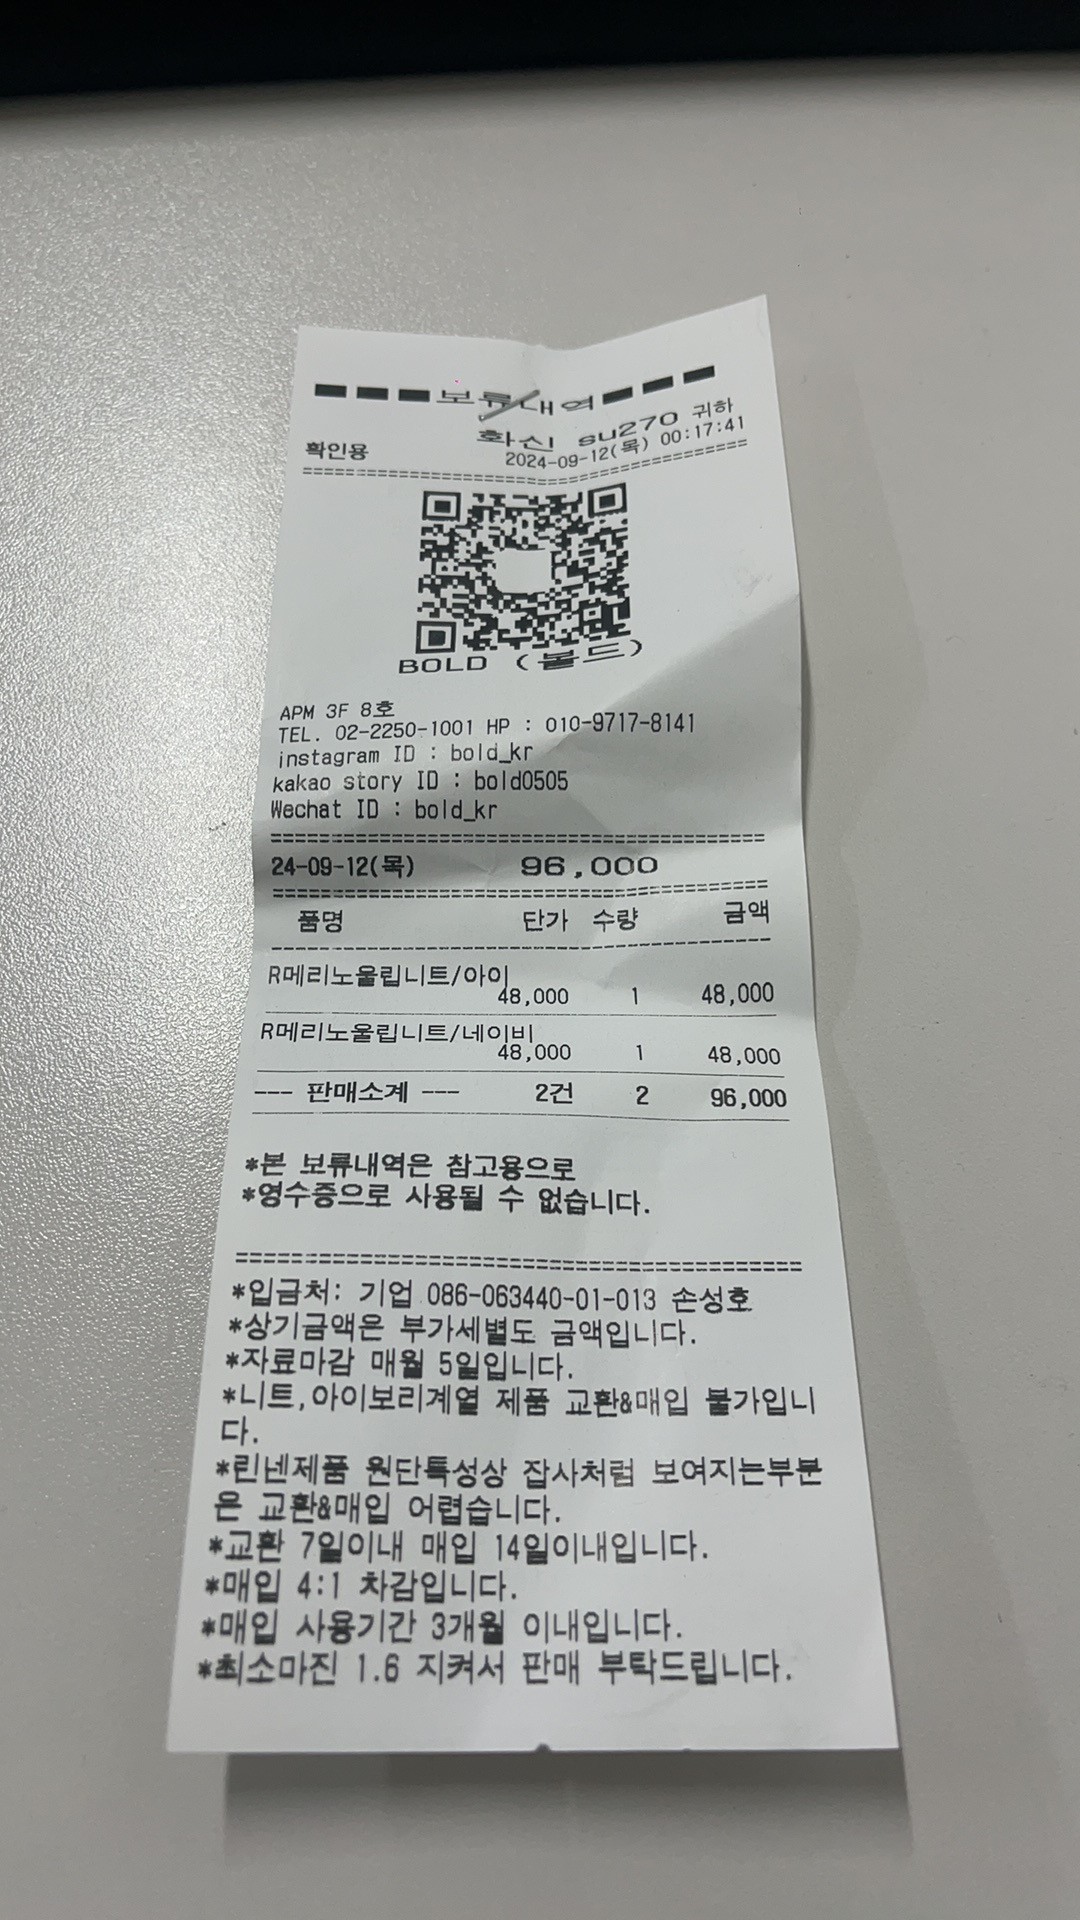 ■■■보류내역■■■
화신 su270 귀하
확인용 2024-09-12(목) 00:17:41
BOLD (볼드)
APM 3F 8호
TEL. 02-2250-1001 HP : 010-9717-8141
instagram ID : bold_kr
kakao story ID : bold0505
Wechat ID : bold_kr
24-09-12(목) 96,000
품명 단가 수량 금액
R메리노울립니트/아이
48,000 1 48,000
R메리노울립니트/네이비
48,000 1 48,000
--- 판매소계 --- 2건 2 96,000
*본 보류내역은 참고용으로
*영수증으로 사용될 수 없습니다.
*입금처: 기업 086-063440-01-013 손성호
*상기금액은 부가세별도 금액입니다.
*자료마감 매월 5일입니다.
*니트,아이보리계열 제품 교환&매입 불가입니
다.
*린넨제품 원단특성상 잡사처럼 보여지는부분
은 교환&매입 어렵습니다.
*교환 7일이내 매입 14일이내입니다.
*매입 4:1 차감입니다.
*매입 사용기간 3개월 이내입니다.
*최소마진 1.6 지켜서 판매 부탁드립니다.